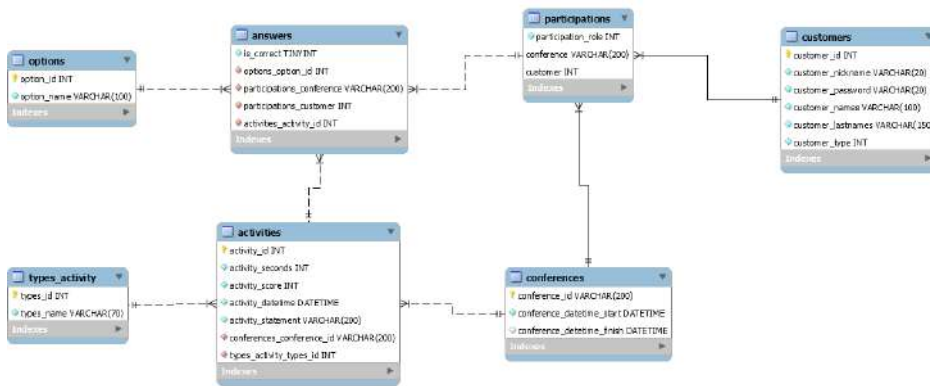 options
option_id INT
option_name VARCHAR(100)
Indexes
answers
is_correct TINYINT
options_option_id INT
participations_conference VARCHAR(200)
participations_customer INT
activities_activity_id INT
Indexes
participations
participation_role INT
conference VARCHAR(200)
customer INT
Indexes
customers
customer_id INT
customer_nickname VARCHAR(20)
customer_password VARCHAR(20)
customer_names VARCHAR(100)
customer_lastnames VARCHAR(150
customer_type INT
Indexes
types_activity
types_id INT
types_name VARCHAR(70)
Indexes
activities
activity_id INT
activity_seconds INT
activity_score INT
activity_datetime DATETIME
activity_statement VARCHAR(200)
conferences_conference_id VARCHAR(200)
types_activity_types_id INT
Indexes
conferences
conference_id VARCHAR(200)
conference_datetime_start DATETIME
conference_detetime_finish DATETIME
Indexes